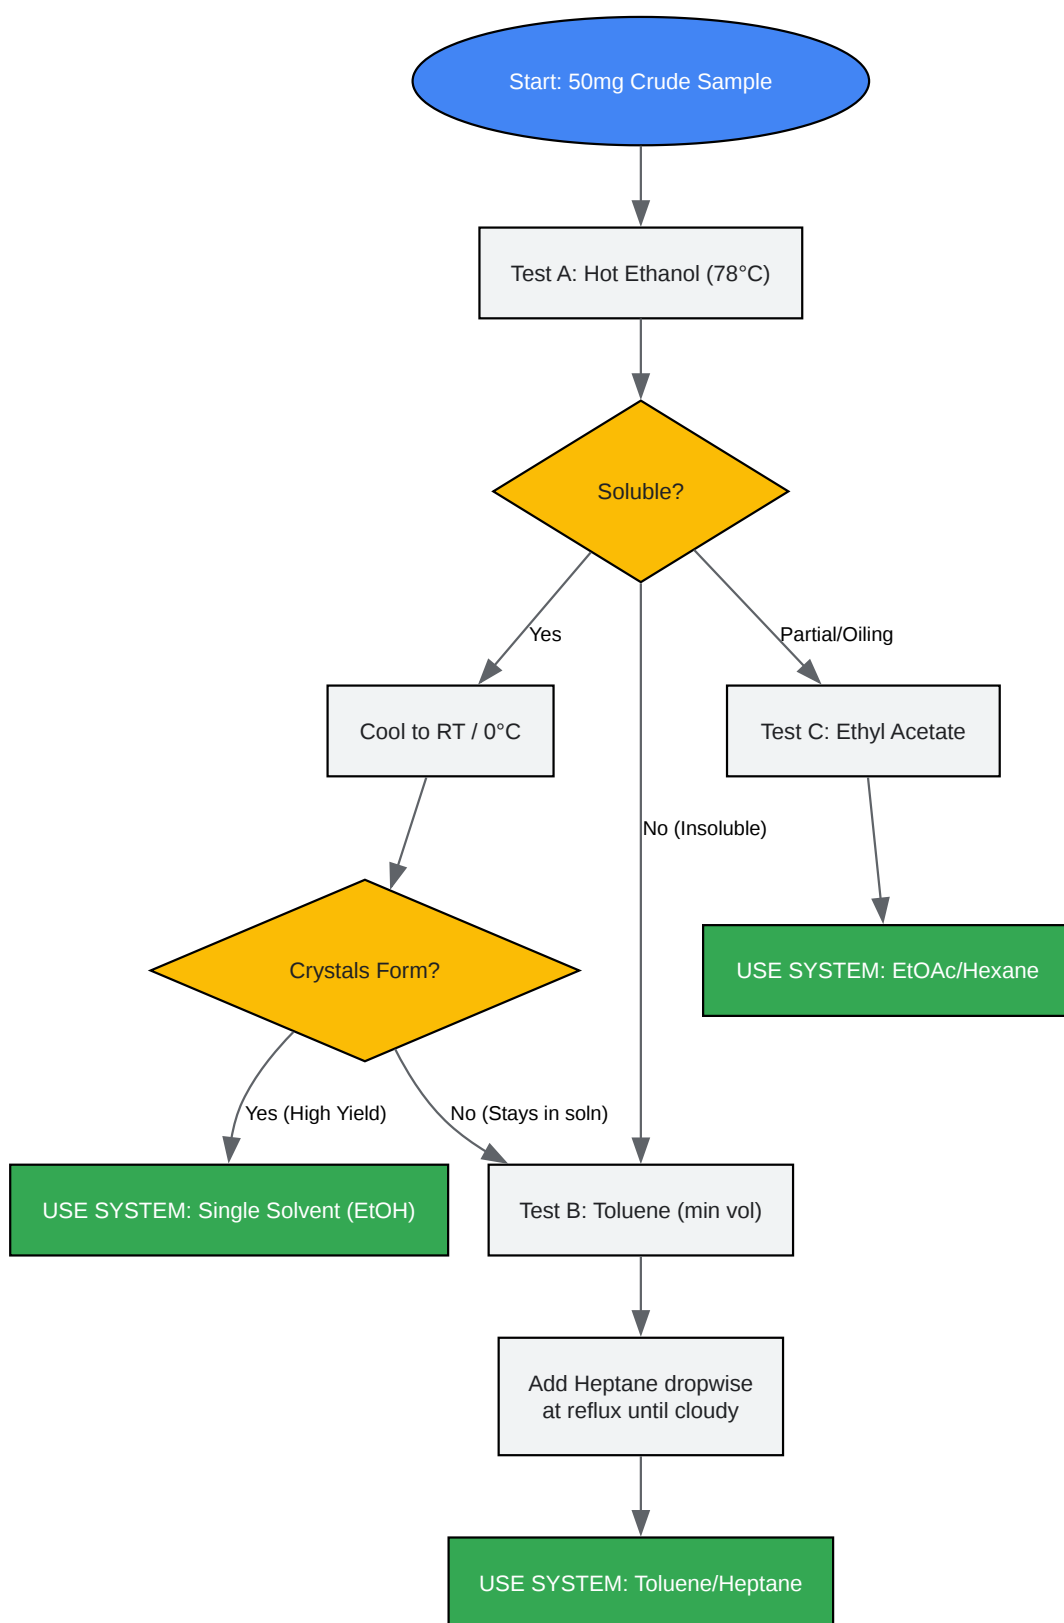 Start: 50mg Crude Sample
Test A: Hot Ethanol (78°C)
Soluble?
Yes
Partial/Oiling
Cool to RT / 0°C
Test C: Ethyl Acetate
No (Insoluble)
Crystals Form?
USE SYSTEM: EtOAc/Hexane
Yes (High Yield)
No (Stays in soln)
USE SYSTEM: Single Solvent (EtOH)
Test B: Toluene (min vol)
Add Heptane dropwise
at reflux until cloudy
USE SYSTEM: Toluene/Heptane